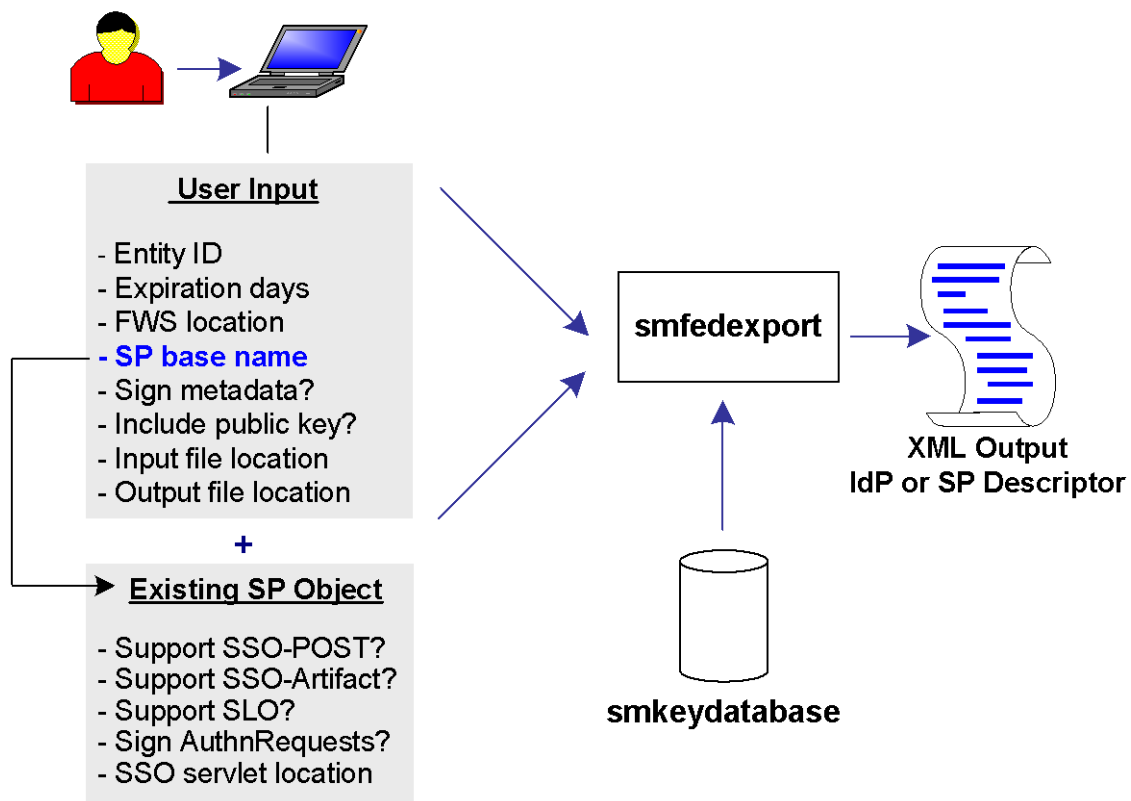 User Input
- Entity ID
- Expiration days
- FWS location
- SP base name
- Sign metadata?
- Include public key?
- Input file location
- Output file location
+
Existing SP Object
- Support SSO-POST?
- Support SSO-Artifact?
- Support SLO?
- Sign AuthnRequests?
- SSO servlet location
smfedexport
smkeydatabase
XML Output
IdP or SP Descriptor